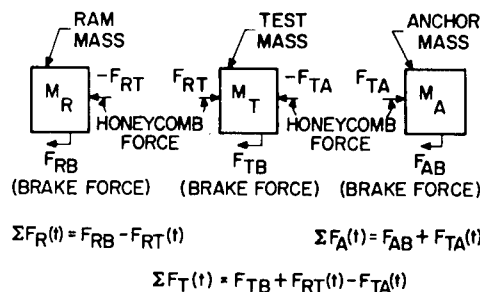 RAM
MASS
TEST
MASS
ANCHOR
MASS
M_R
-F_RT
F_RT
M_T
-F_TA
F_TA
M_A
HONEYCOMB
FORCE
HONEYCOMB
FORCE
F_RB
(BRAKE FORCE)
F_TB
(BRAKE FORCE)
F_AB
(BRAKE FORCE)
ΣF_R(t) = F_RB - F_RT(t)
ΣF_A(t) = F_AB + F_TA(t)
ΣF_T(t) = F_TB + F_RT(t) - F_TA(t)